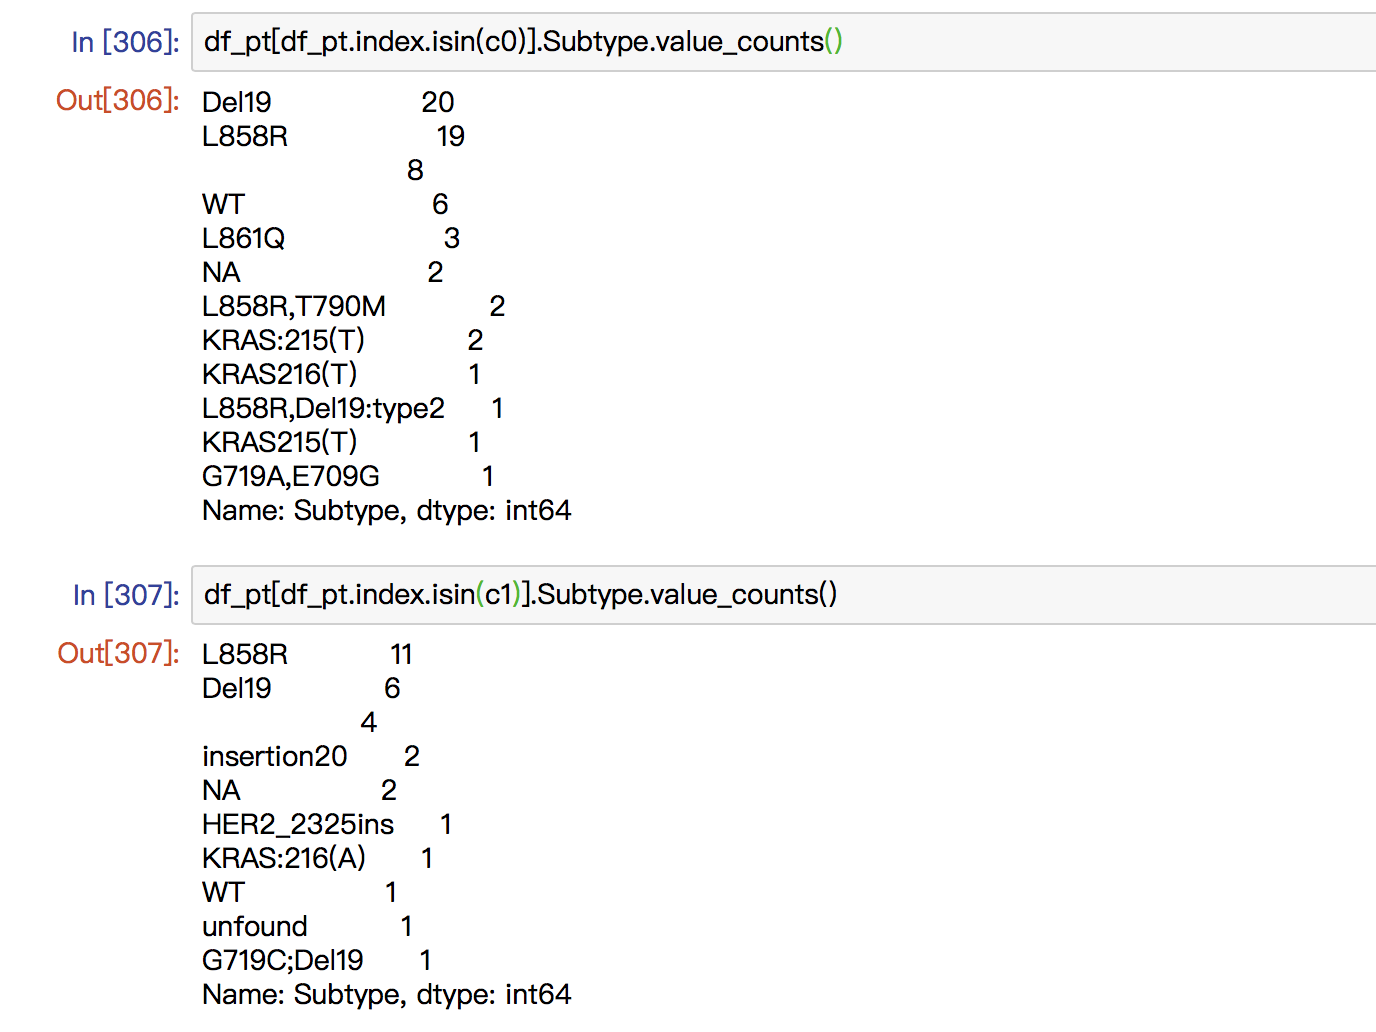 In [306]: df_pt[df_pt.index.isin(c0)].Subtype.value_counts()
Out[306]: Del19 20
L858R 19
8
WT 6
L861Q 3
NA 2
L858R,T790M 2
KRAS:215(T) 2
KRAS216(T) 1
L858R,Del19:type2 1
KRAS215(T) 1
G719A,E709G 1
Name: Subtype, dtype: int64
In [307]: df_pt[df_pt.index.isin(c1)].Subtype.value_counts()
Out[307]: L858R 11
Del19 6
4
insertion20 2
NA 2
HER2_2325ins 1
KRAS:216(A) 1
WT 1
unfound 1
G719C;Del19 1
Name: Subtype, dtype: int64